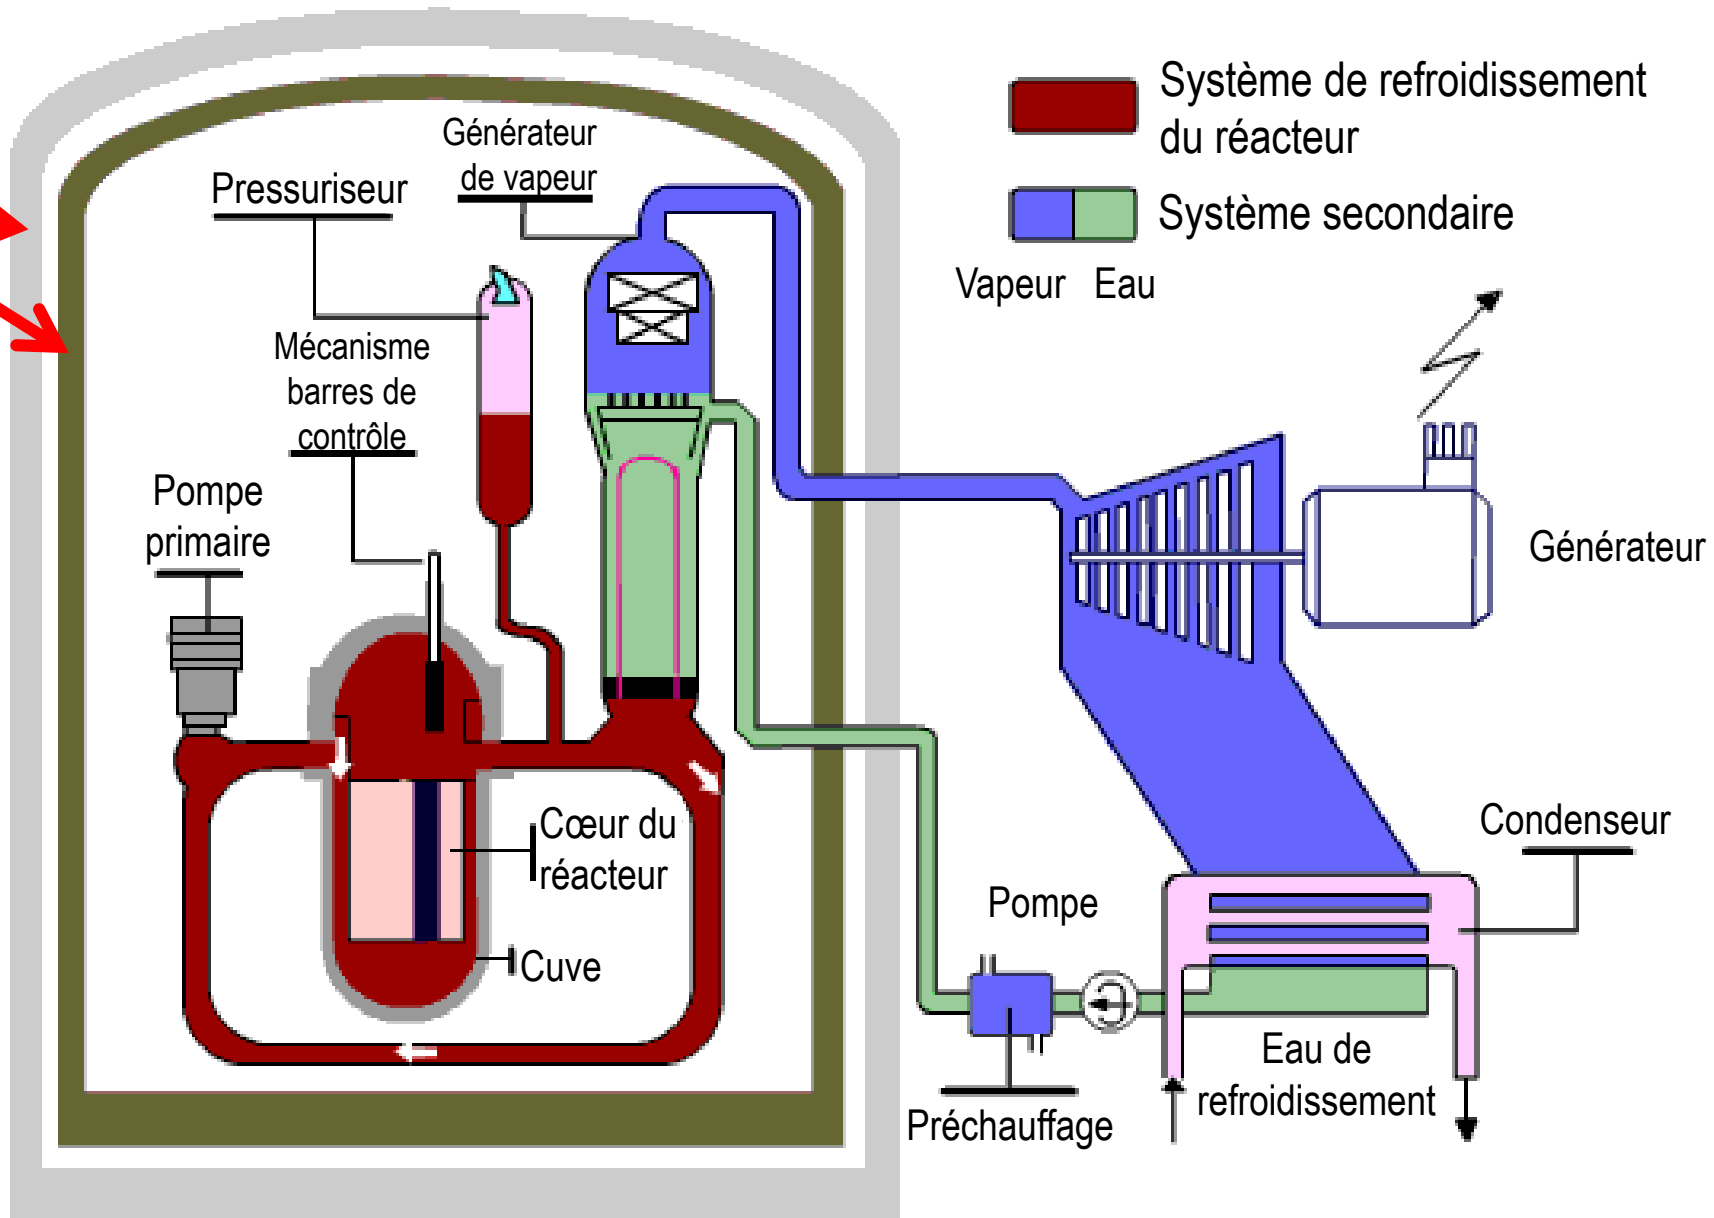 Système de refroidissement
du réacteur
Système secondaire
Vapeur Eau
Générateur
de vapeur
Pressuriseur
Mécanisme
barres de
contrôle
Pompe
primaire
Générateur
Cœur du
réacteur
Cuve
Condenseur
Pompe
Eau de
refroidissement
Préchauffage